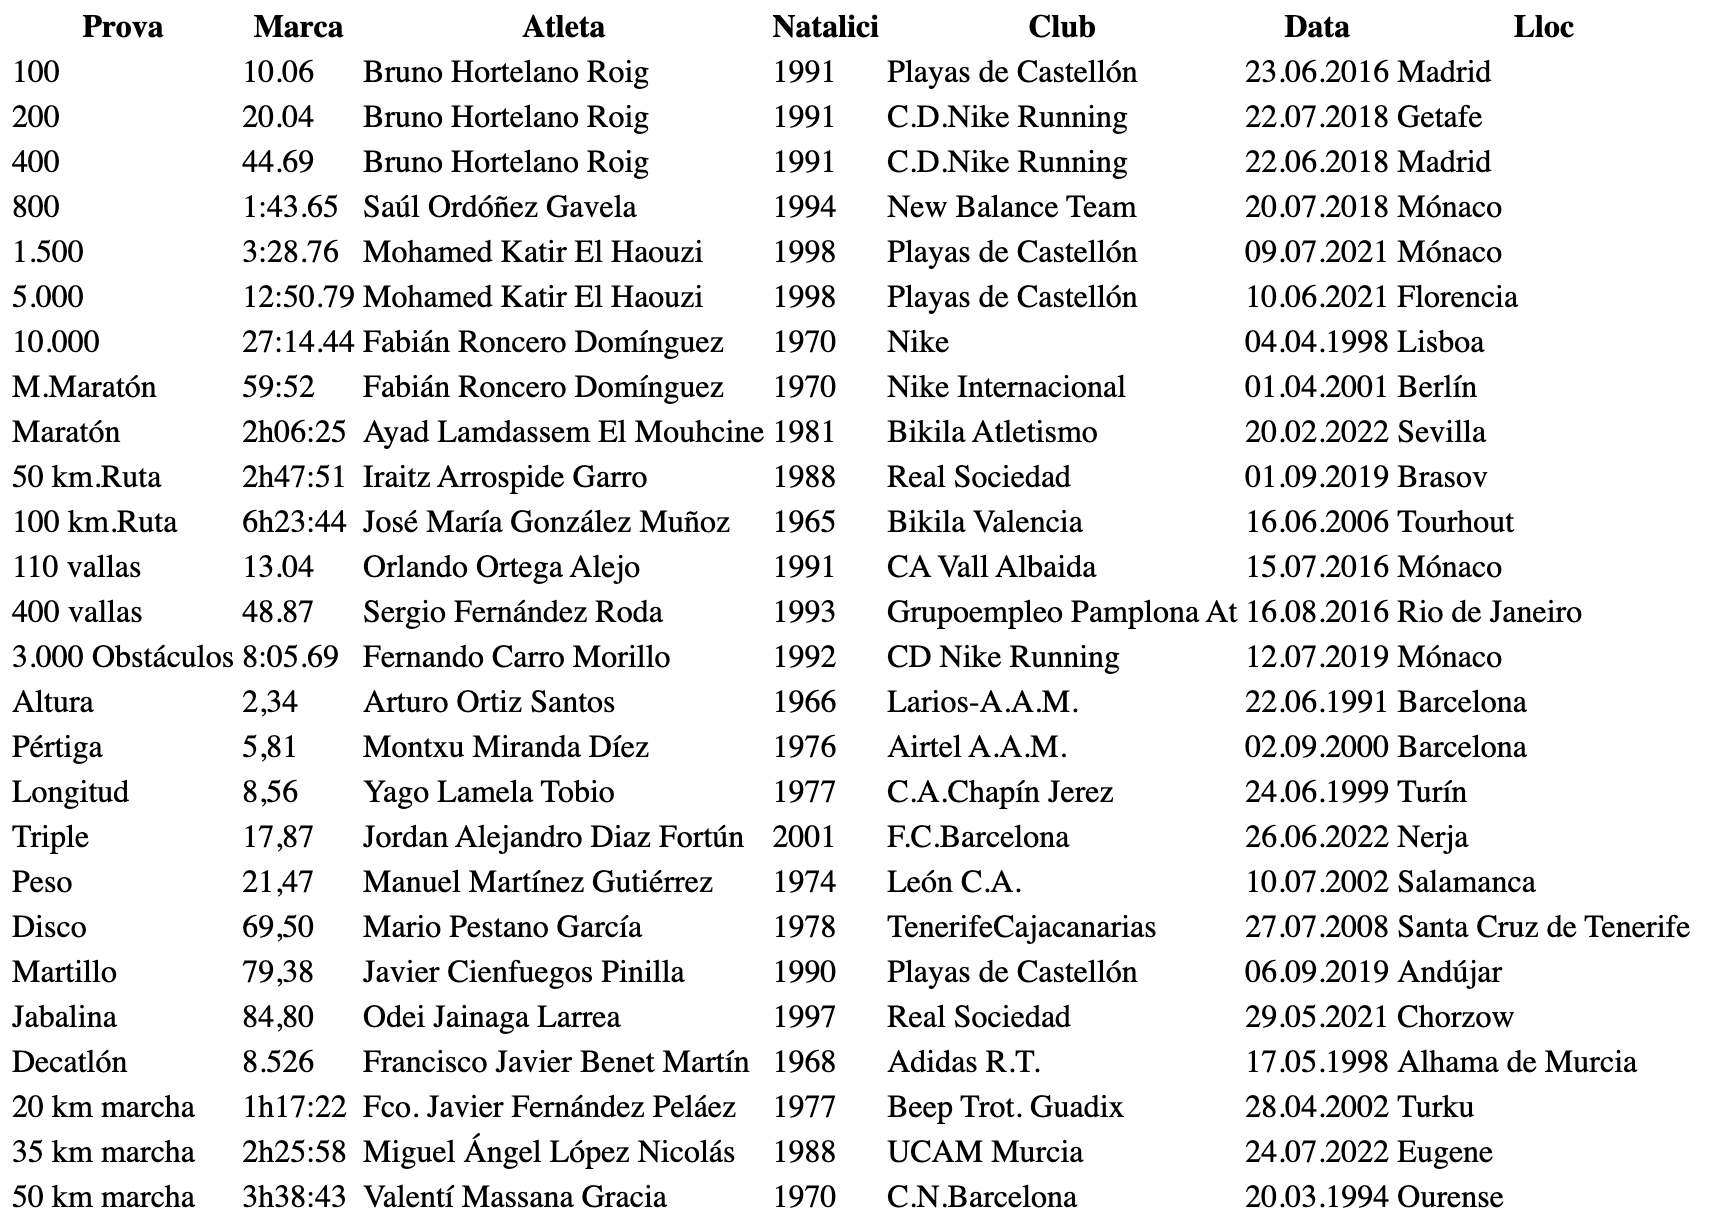 Prova Marca Atleta Natalici Club Data Lloc
100 10.06 Bruno Hortelano Roig 1991 Playas de Castellón 23.06.2016 Madrid
200 20.04 Bruno Hortelano Roig 1991 C.D.Nike Running 22.07.2018 Getafe
400 44.69 Bruno Hortelano Roig 1991 C.D.Nike Running 22.06.2018 Madrid
800 1:43.65 Saúl Ordóñez Gavela 1994 New Balance Team 20.07.2018 Mónaco
1.500 3:28.76 Mohamed Katir El Haouzi 1998 Playas de Castellón 09.07.2021 Mónaco
5.000 12:50.79 Mohamed Katir El Haouzi 1998 Playas de Castellón 10.06.2021 Florencia
10.000 27:14.44 Fabián Roncero Domínguez 1970 Nike 04.04.1998 Lisboa
M.Maratón 59:52 Fabián Roncero Domínguez 1970 Nike Internacional 01.04.2001 Berlín
Maratón 2h06:25 Ayad Lamdassem El Mouhcine 1981 Bikila Atletismo 20.02.2022 Sevilla
50 km.Ruta 2h47:51 Iraitz Arrospide Garro 1988 Real Sociedad 01.09.2019 Brasov
100 km.Ruta 6h23:44 José María González Muñoz 1965 Bikila Valencia 16.06.2006 Tourhout
110 vallas 13.04 Orlando Ortega Alejo 1991 CA Vall Albaida 15.07.2016 Mónaco
400 vallas 48.87 Sergio Fernández Roda 1993 Grupoempleo Pamplona At 16.08.2016 Rio de Janeiro
3.000 Obstáculos 8:05.69 Fernando Carro Morillo 1992 CD Nike Running 12.07.2019 Mónaco
Altura 2,34 Arturo Ortiz Santos 1966 Larios-A.A.M. 22.06.1991 Barcelona
Pértiga 5,81 Montxu Miranda Díez 1976 Airtel A.A.M. 02.09.2000 Barcelona
Longitud 8,56 Yago Lamela Tobio 1977 C.A.Chapín Jerez 24.06.1999 Turín
Triple 17,87 Jordan Alejandro Diaz Fortún 2001 F.C.Barcelona 26.06.2022 Nerja
Peso 21,47 Manuel Martínez Gutiérrez 1974 León C.A. 10.07.2002 Salamanca
Disco 69,50 Mario Pestano García 1978 TenerifeCajacanarias 27.07.2008 Santa Cruz de Tenerife
Martillo 79,38 Javier Cienfuegos Pinilla 1990 Playas de Castellón 06.09.2019 Andújar
Jabalina 84,80 Odei Jainaga Larrea 1997 Real Sociedad 29.05.2021 Chorzow
Decatlón 8.526 Francisco Javier Benet Martín 1968 Adidas R.T. 17.05.1998 Alhama de Murcia
20 km marcha 1h17:22 Fco. Javier Fernández Peláez 1977 Beep Trot. Guadix 28.04.2002 Turku
35 km marcha 2h25:58 Miguel Ángel López Nicolás 1988 UCAM Murcia 24.07.2022 Eugene
50 km marcha 3h38:43 Valentí Massana Gracia 1970 C.N.Barcelona 20.03.1994 Ourense